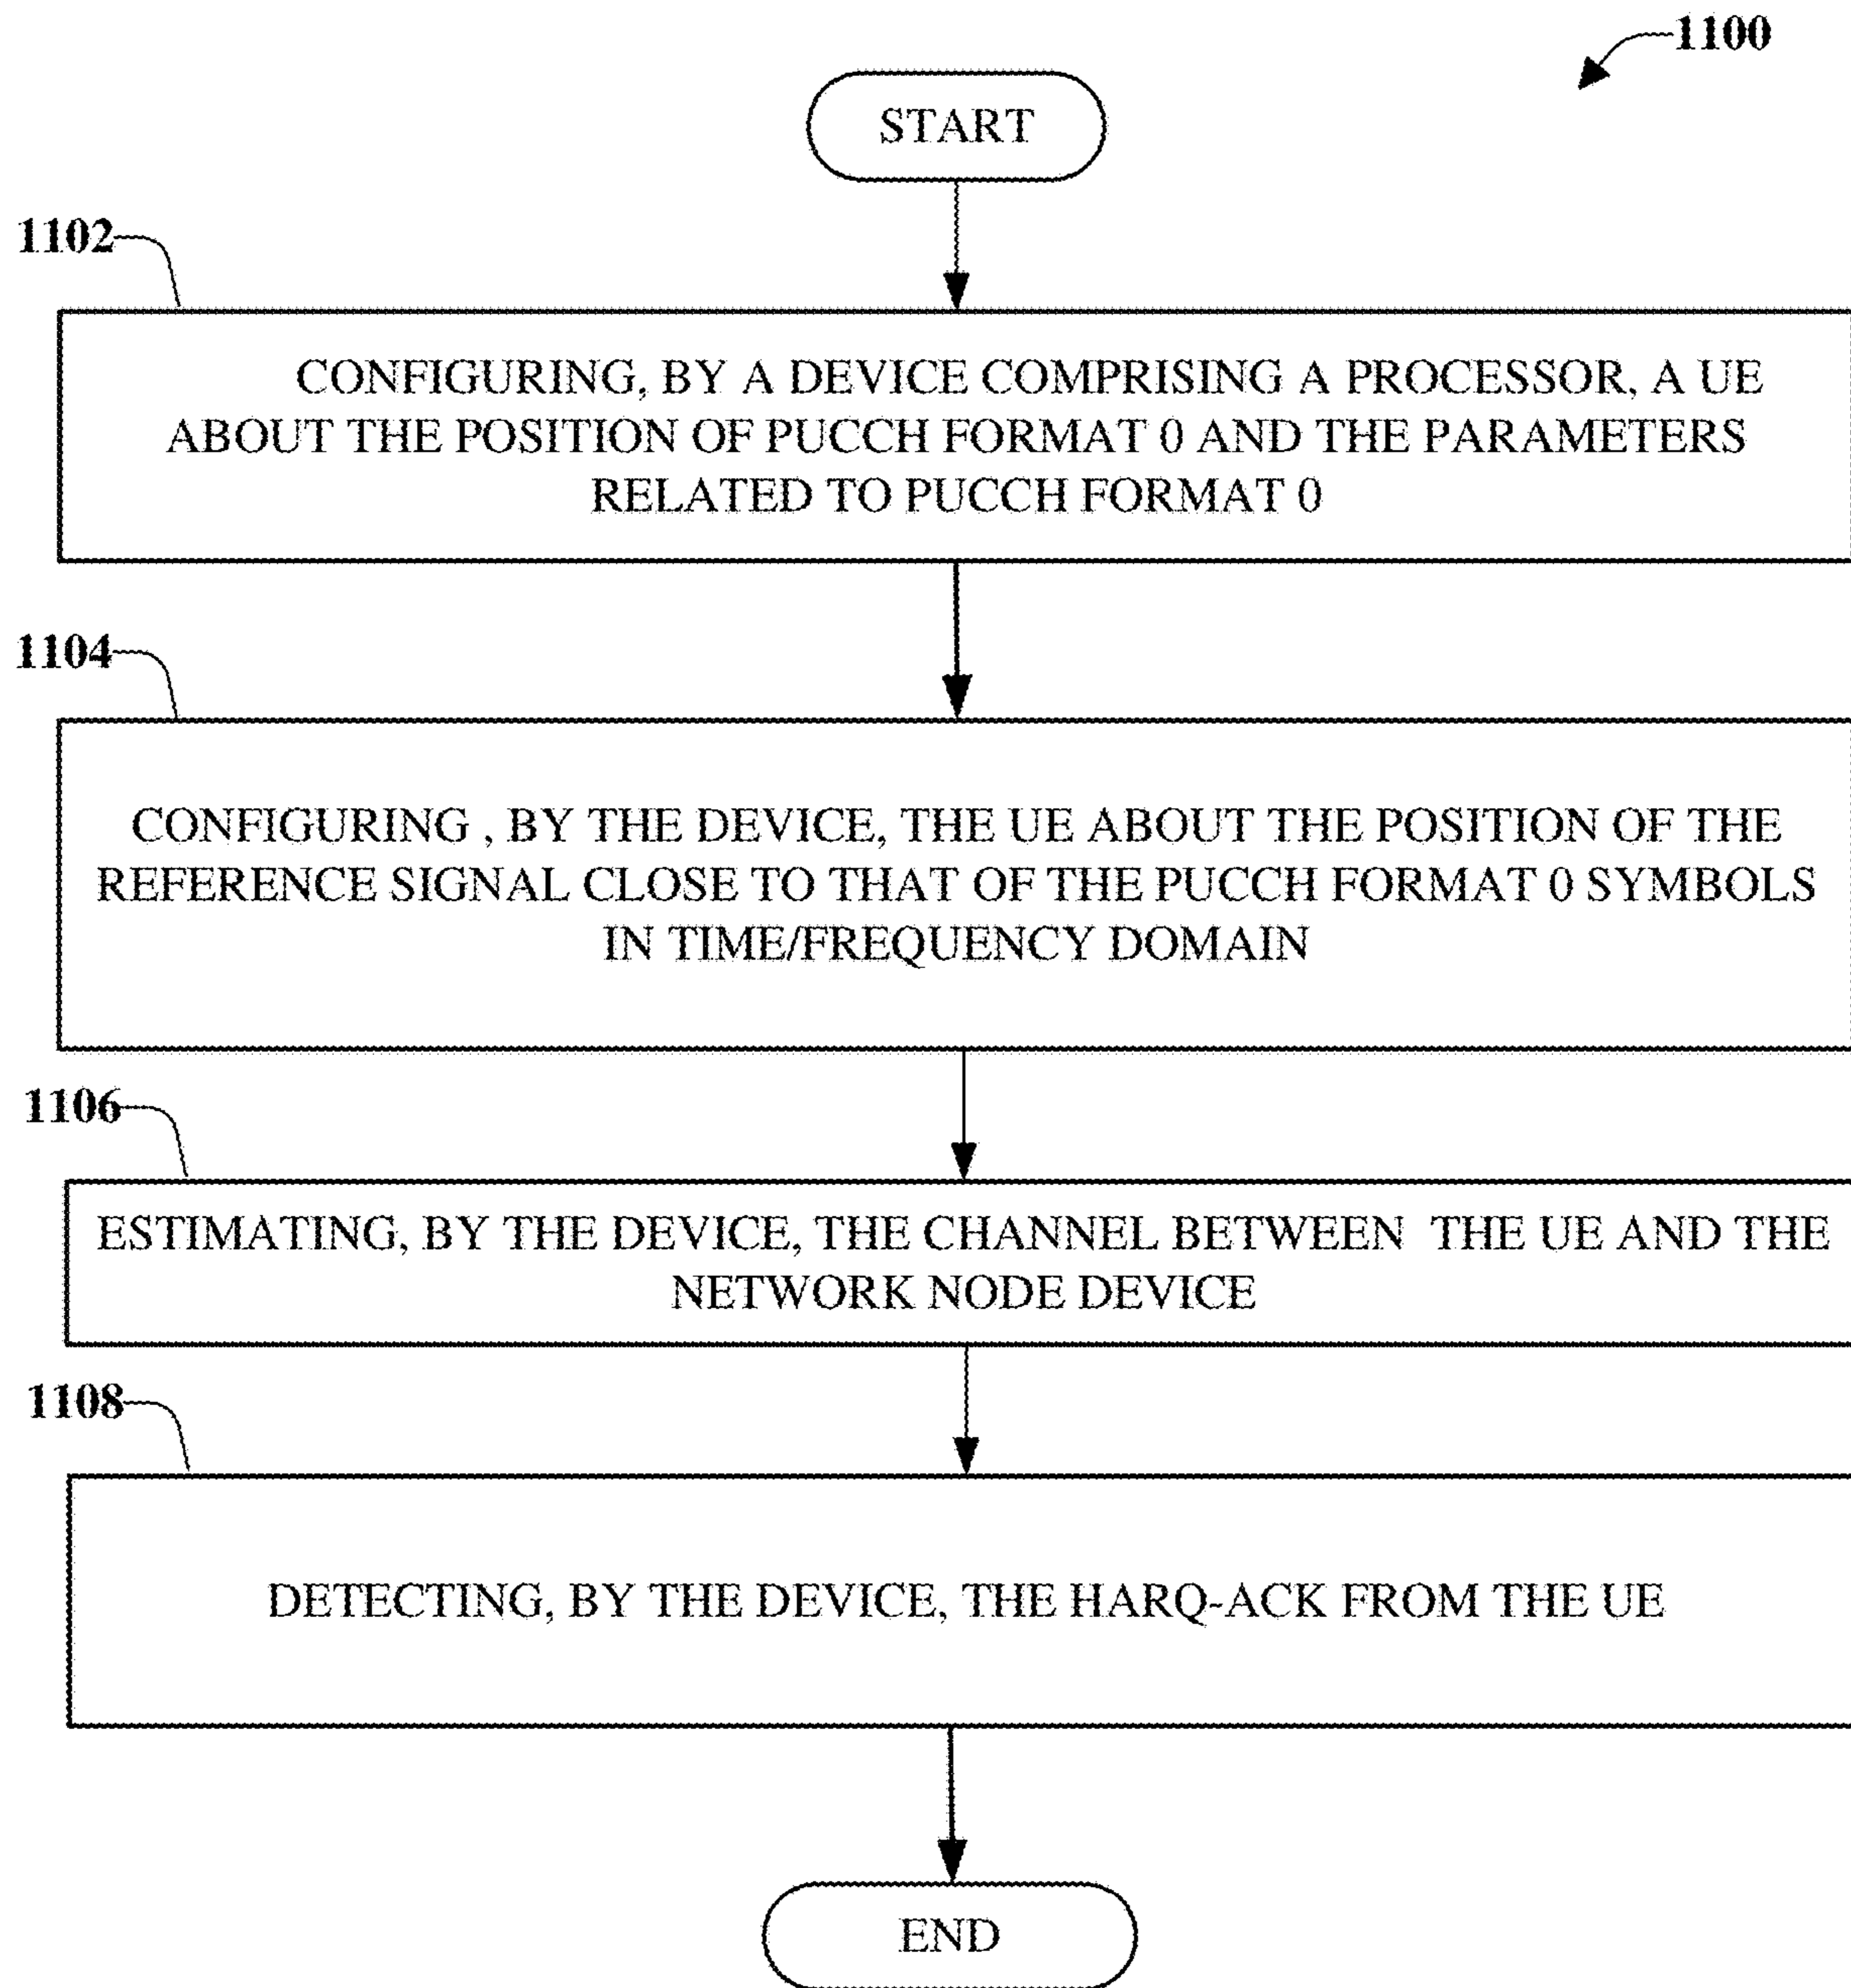 1100
START
1102
CONFIGURING, BY A DEVICE COMPRISING A PROCESSOR, A UE
ABOUT THE POSITION OF PUCCH FORMAT 0 AND THE PARAMETERS
RELATED TO PUCCH FORMAT 0
1104
CONFIGURING , BY THE DEVICE, THE UE ABOUT THE POSITION OF THE
REFERENCE SIGNAL CLOSE TO THAT OF THE PUCCH FORMAT 0 SYMBOLS
IN TIME/FREQUENCY DOMAIN
1106
ESTIMATING, BY THE DEVICE, THE CHANNEL BETWEEN THE UE AND THE
NETWORK NODE DEVICE
1108
DETECTING, BY THE DEVICE, THE HARQ-ACK FROM THE UE
END